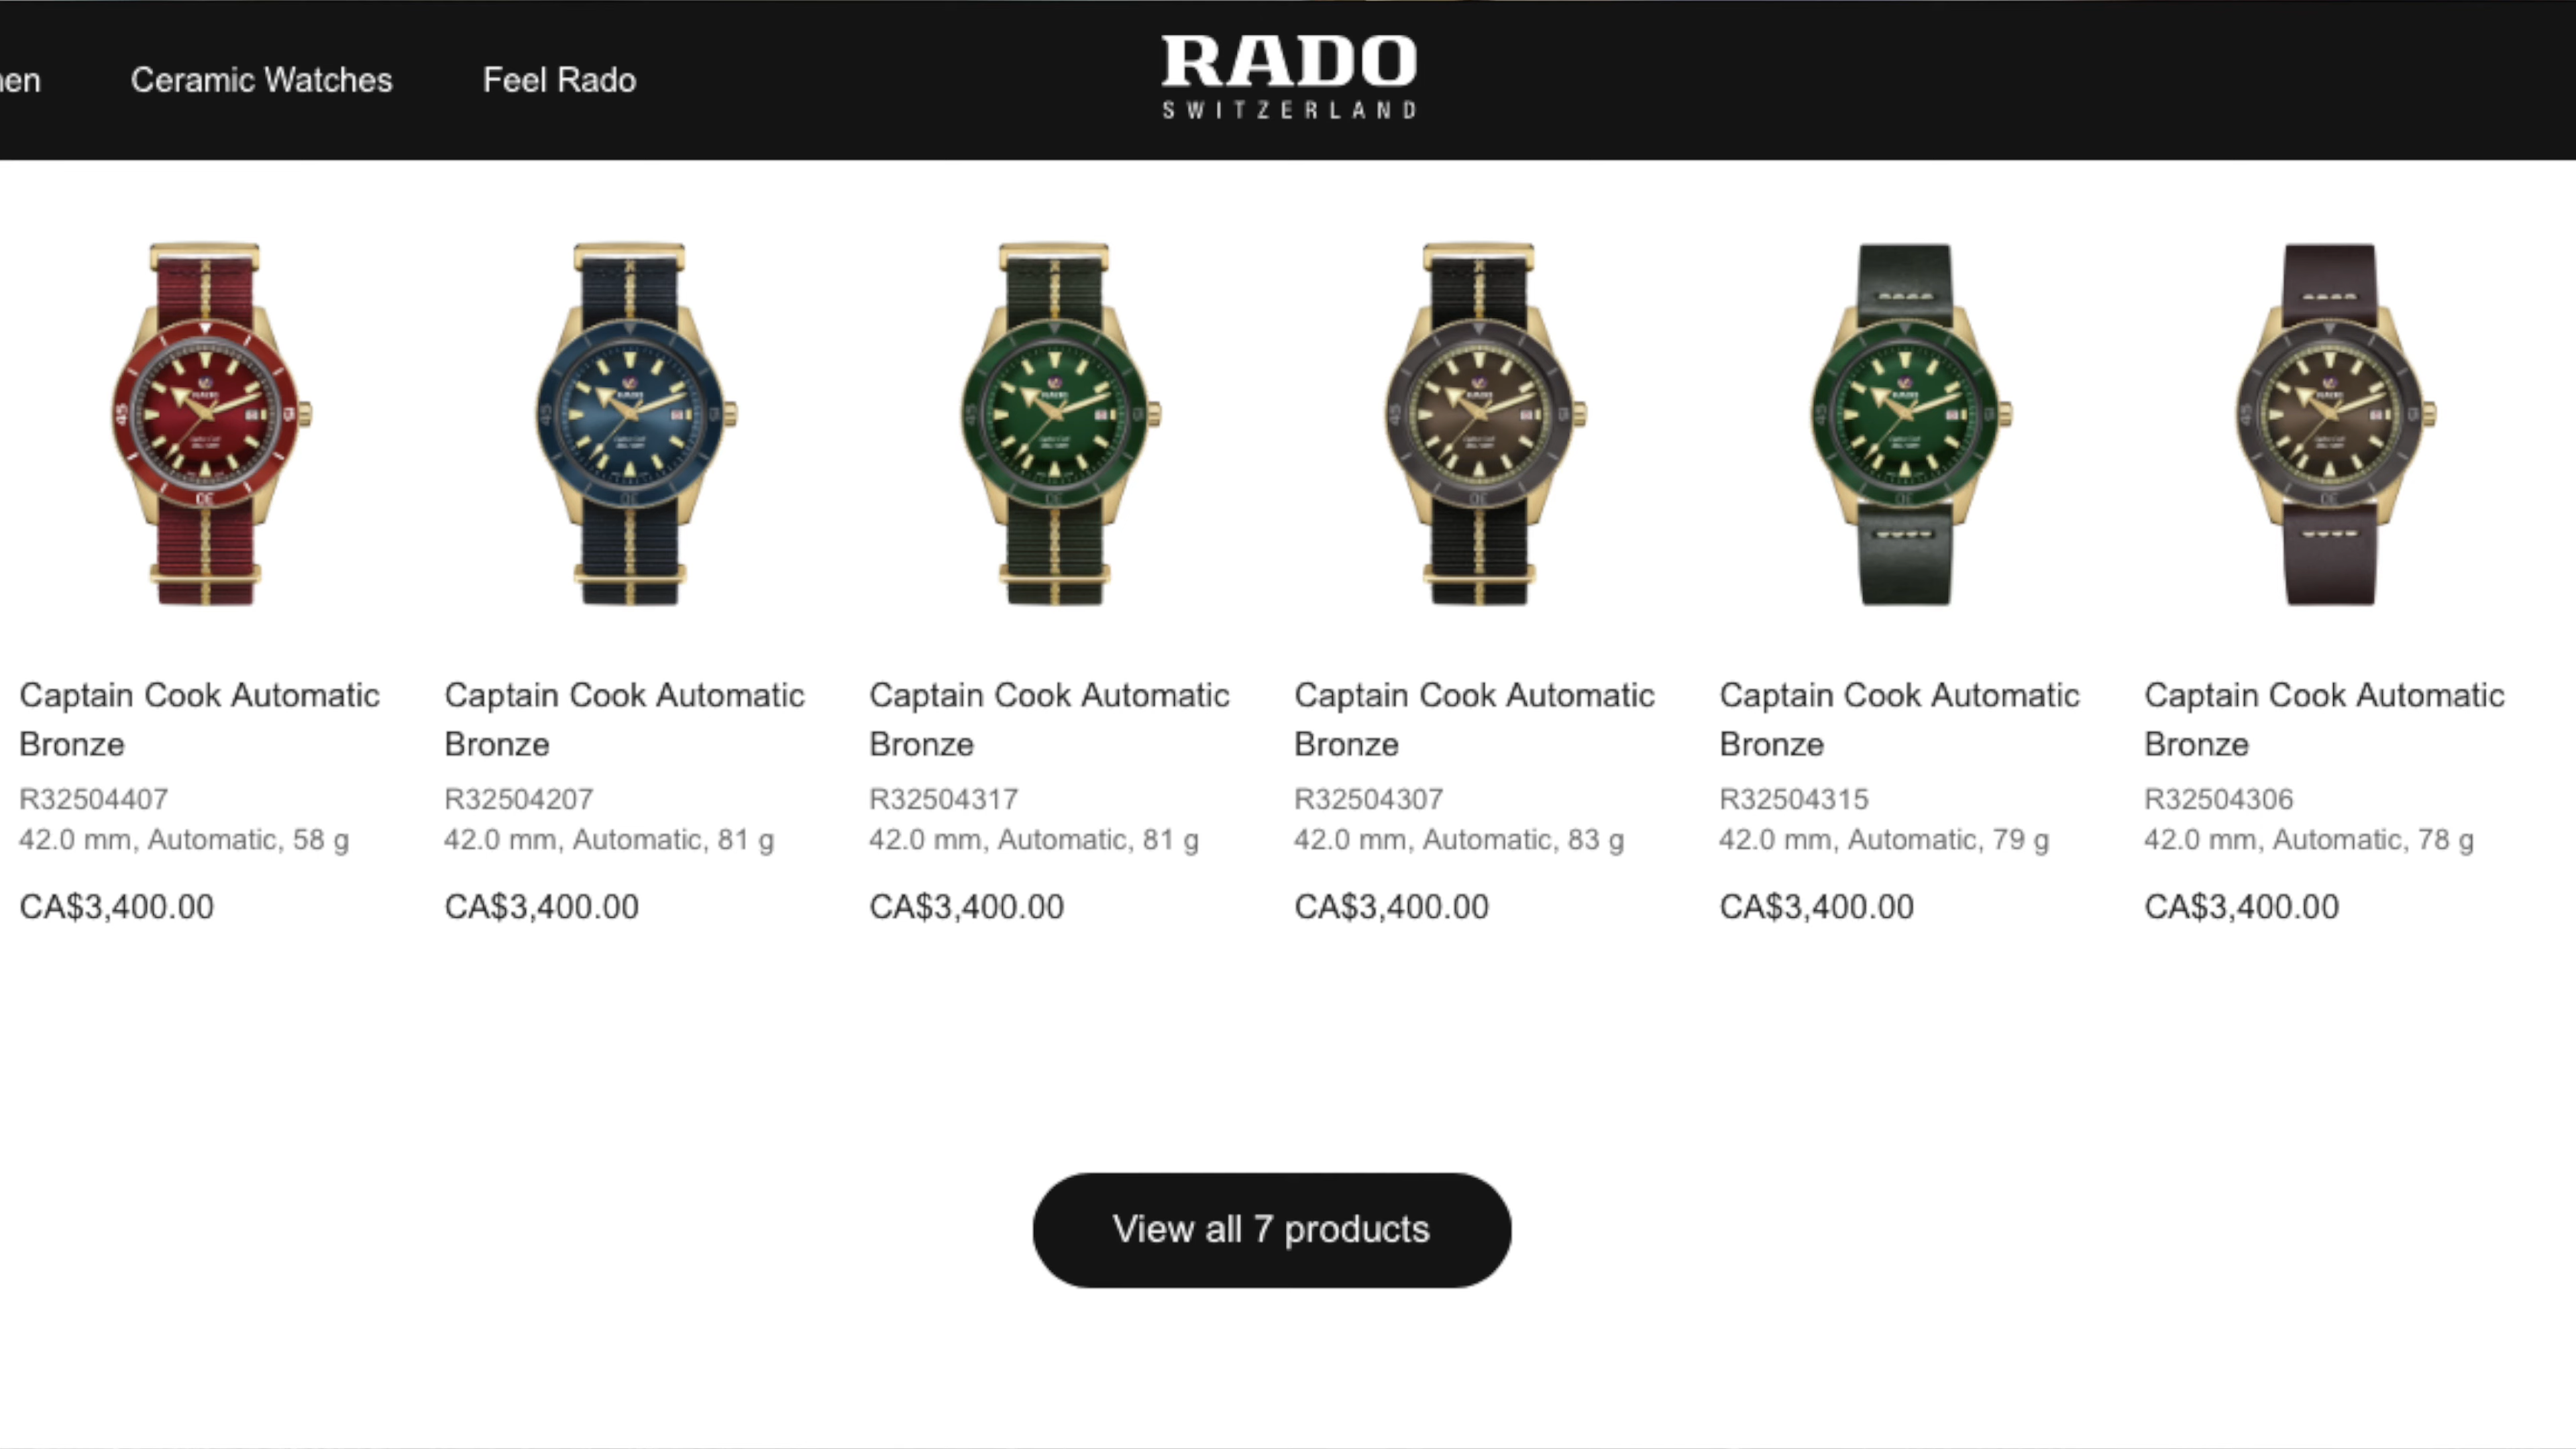 en
Ceramic Watches
Feel Rado
RADO
SWITZERLAND
Captain Cook Automatic
Bronze
R32504407
42.0 mm, Automatic, 58 g
CA$3,400.00
Captain Cook Automatic
Bronze
R32504207
42.0 mm, Automatic, 81 g
CA$3,400.00
Captain Cook Automatic
Bronze
R32504317
42.0 mm, Automatic, 81 g
CA$3,400.00
Captain Cook Automatic
Bronze
R32504307
42.0 mm, Automatic, 83 g
CA$3,400.00
Captain Cook Automatic
Bronze
R32504315
42.0 mm, Automatic, 79 g
CA$3,400.00
Captain Cook Automatic
Bronze
R32504306
42.0 mm, Automatic, 78 g
CA$3,400.00
View all 7 products